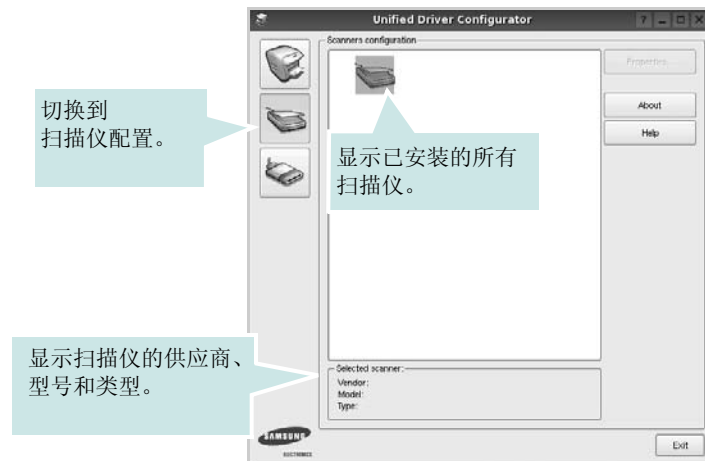 Unified Driver Configurator
Scanners configuration
Properties...
About
Help
切换到
扫描仪配置。
显示已安装的所有
扫描仪。
显示扫描仪的供应商、
型号和类型。
Selected scanner:
Vendor:
Model:
Type:
SAMSUNG
ELECTRONICS
Exit